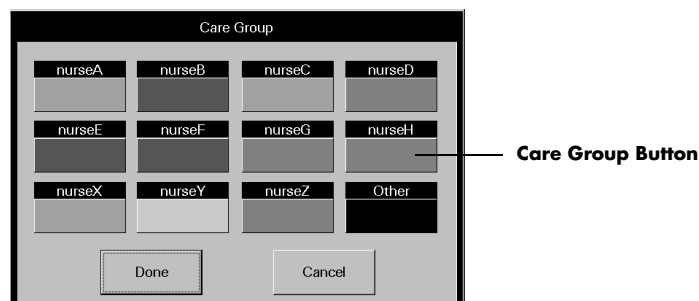 Care Group
nurseA nurseB nurseC nurseD
nurseE nurseF nurseG nurseH
Care Group Button
nurseX nurseY nurseZ Other
Done Cancel